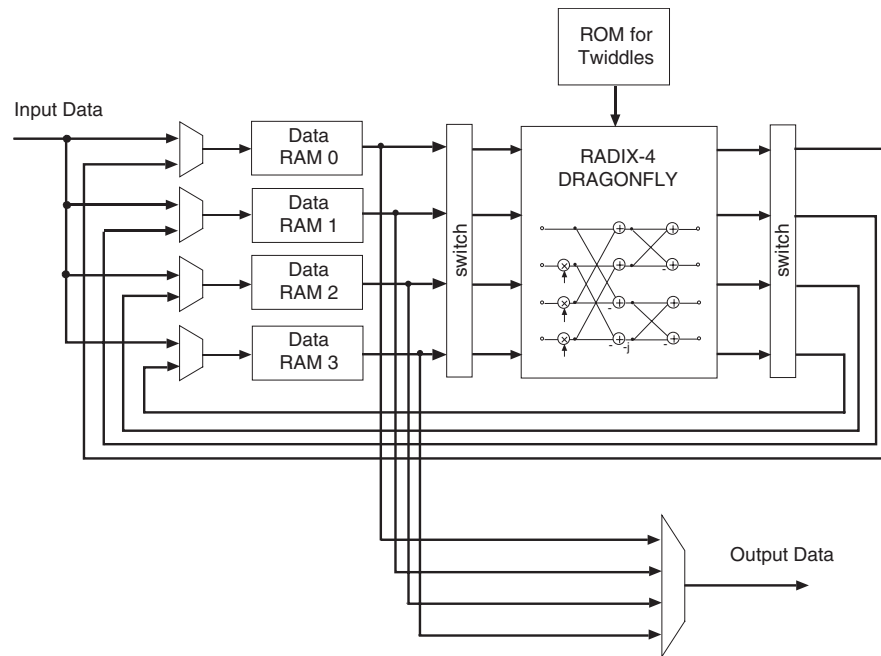 ROM for
Twiddles
Input Data
Data
RAM 0
Data
RAM 1
Data
RAM 2
Data
RAM 3
switch
RADIX-4
DRAGONFLY
-
-
-
-
-
-j
switch
Output Data